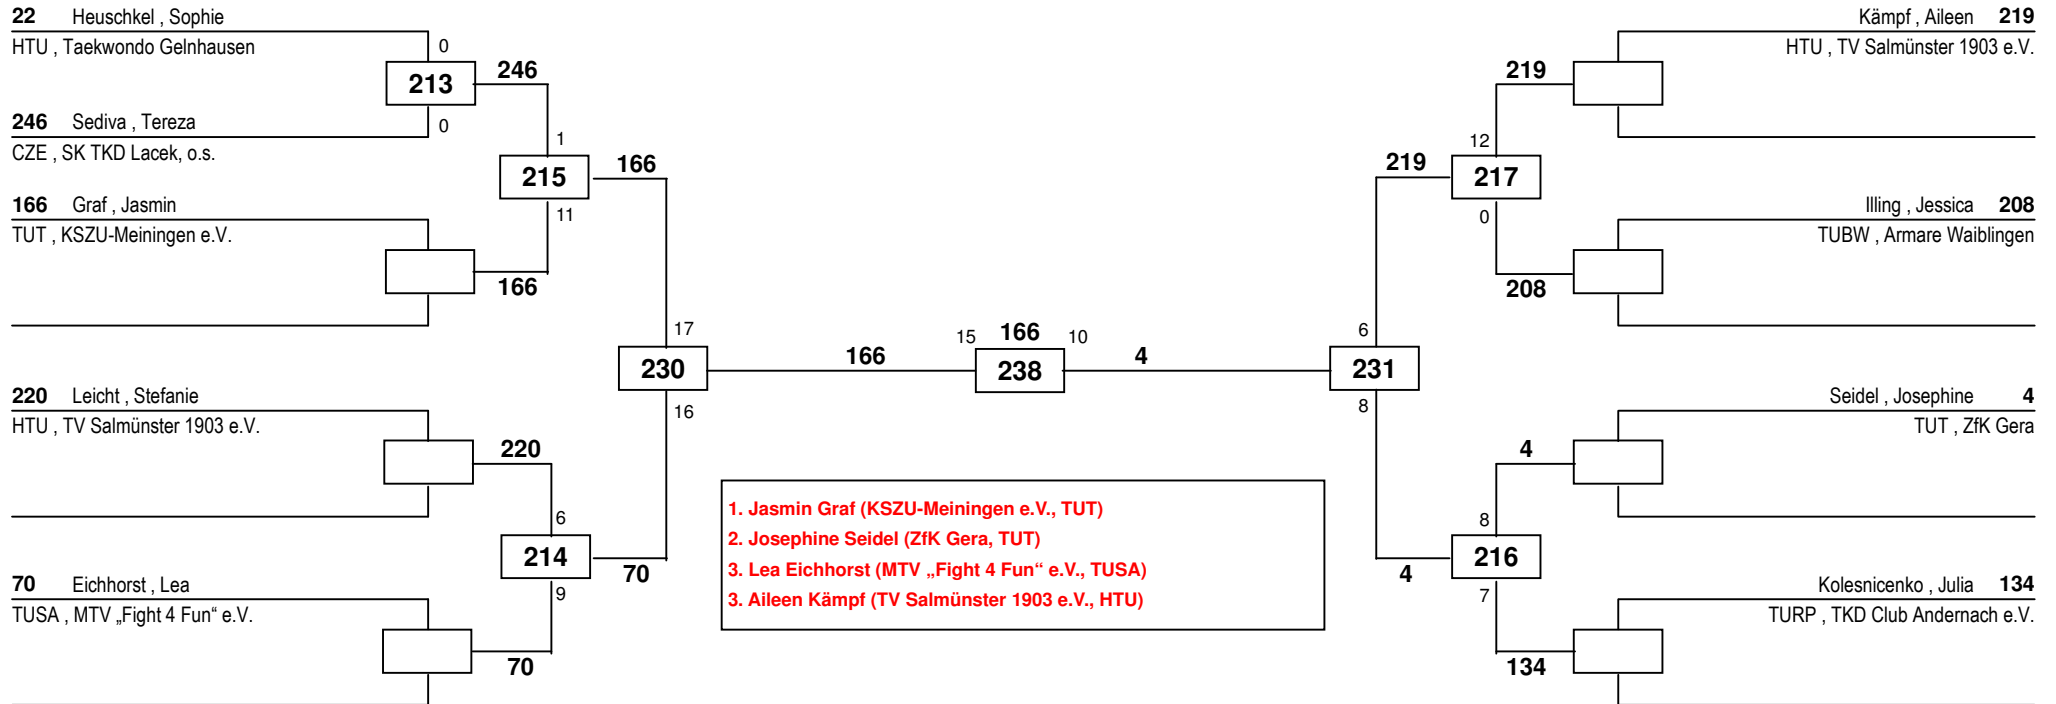 22 Heuschkel , Sophie
HTU , Taekwondo Gelnhausen
0
213
246
0
246 Sediva , Tereza
CZE , SK TKD Lacek, o.s.
1
215
166
11
166 Graf , Jasmin
TUT , KSZU-Meiningen e.V.
166
17
230
166
16
220 Leicht , Stefanie
HTU , TV Salmünster 1903 e.V.
220
6
214
70
9
70 Eichhorst , Lea
TUSA , MTV „Fight 4 Fun“ e.V.
70
15
166
10
238
4
1. Jasmin Graf (KSZU-Meiningen e.V., TUT)
2. Josephine Seidel (ZfK Gera, TUT)
3. Lea Eichhorst (MTV „Fight 4 Fun“ e.V., TUSA)
3. Aileen Kämpf (TV Salmünster 1903 e.V., HTU)
Kämpf , Aileen 219
HTU , TV Salmünster 1903 e.V.
219
12
219
217
0
Illing , Jessica 208
TUBW , Armare Waiblingen
208
6
231
8
Seidel , Josephine 4
TUT , ZfK Gera
4
8
216
4
7
Kolesnicenko , Julia 134
TURP , TKD Club Andernach e.V.
134